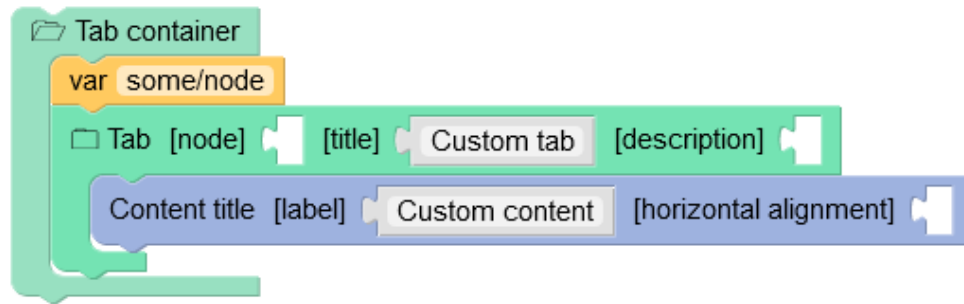 Tab container
var some/node
Tab [node] [title] Custom tab [description]
Content title [label] Custom content [horizontal alignment]